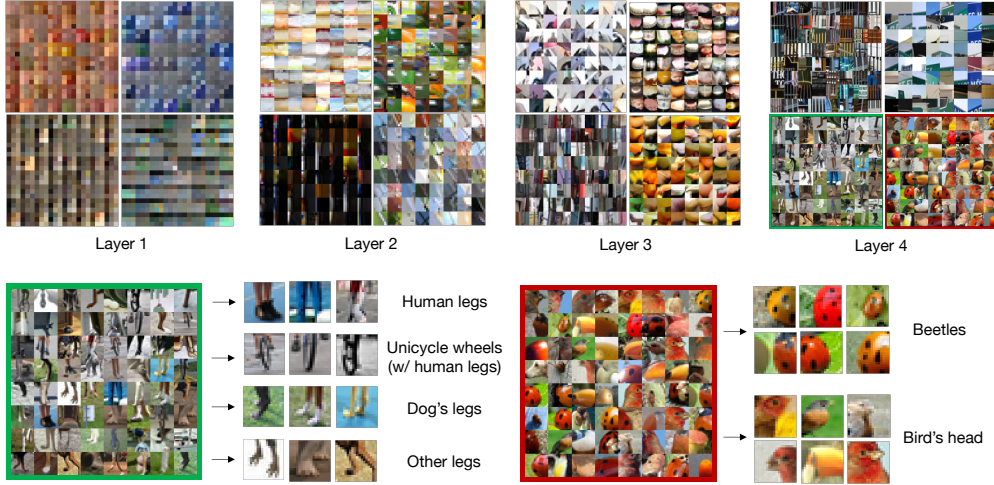 Layer 1
Layer 2
Layer 3
Layer 4
Human legs
Unicycle wheels
(w/ human legs)
Dog's legs
Other legs
Beetles
Bird's head